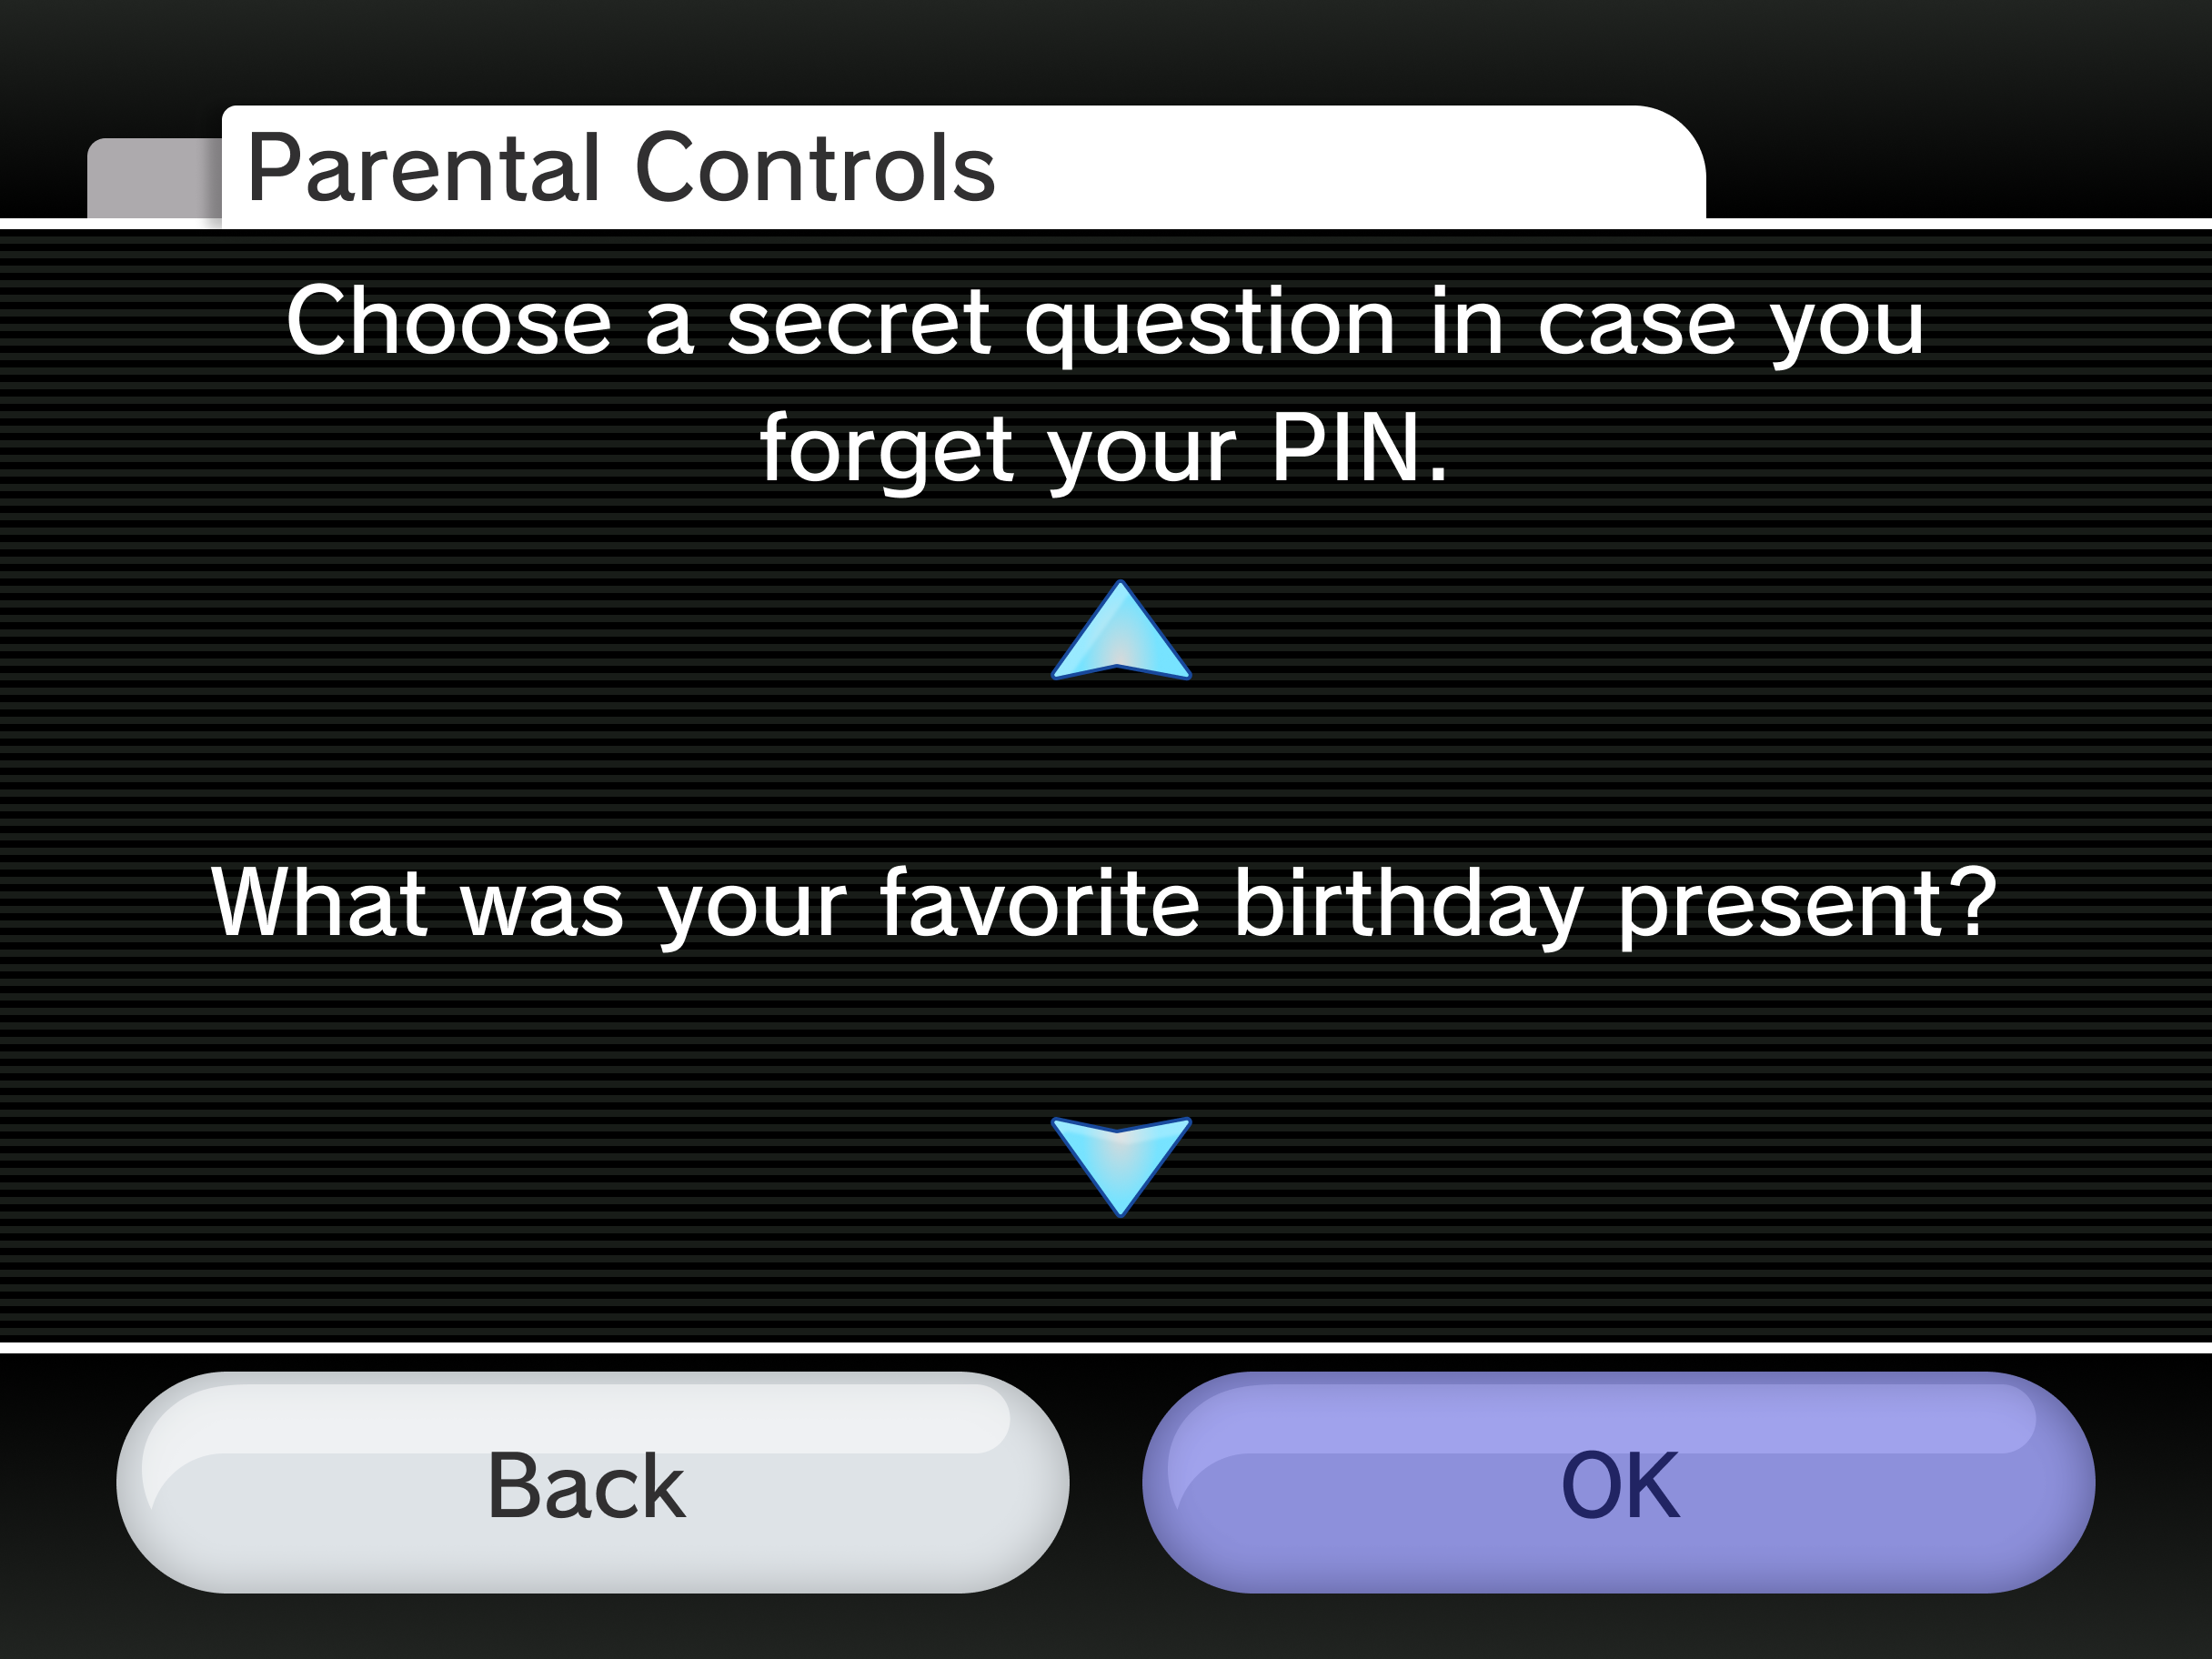 Parental Controls
Choose a secret question in case you
forget your PIN.
What was your favorite birthday present?
Back
OK